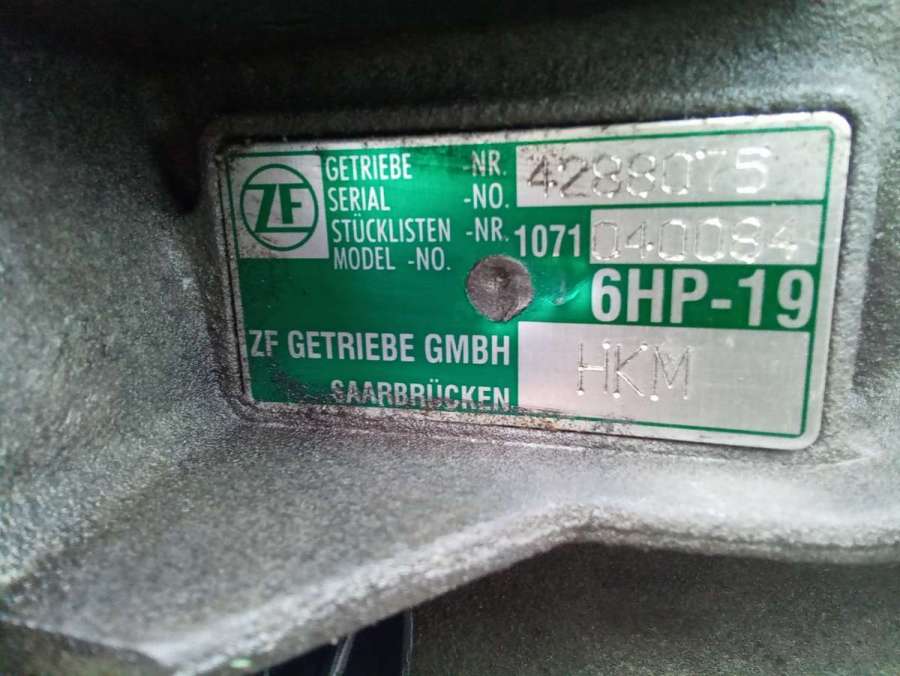 ZF
GETRIEBE -NR. 4288075
SERIAL -NO.
STÜCKLISTEN -NR. 1071 040084
MODEL -NO.
6HP-19
ZF GETRIEBE GMBH
SAARBRÜCKEN
HKM